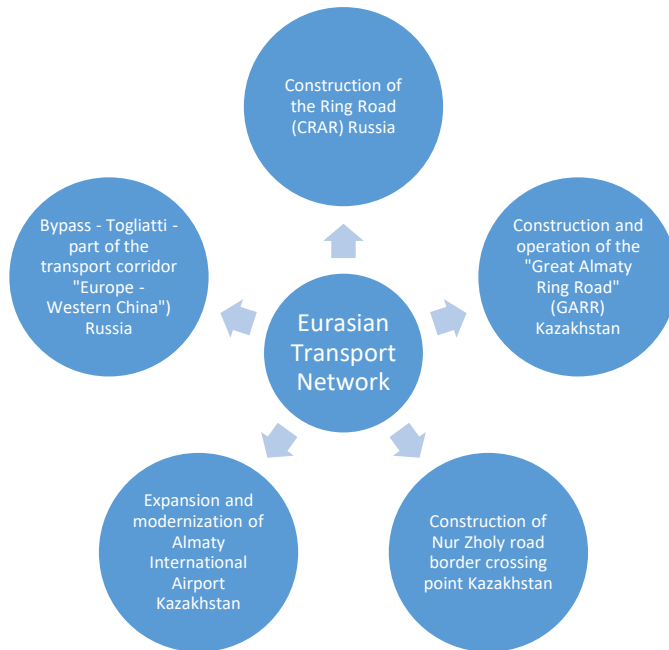 Construction of
the Ring Road
(CRAR) Russia
Bypass - Togliatti -
part of the
transport corridor
"Europe -
Western China")
Russia
Construction and
operation of the
"Great Almaty
Ring Road"
(GARR)
Kazakhstan
Eurasian
Transport
Network
Expansion and
modernization of
Almaty
International
Airport
Kazakhstan
Construction of
Nur Zholy road
border crossing
point Kazakhstan